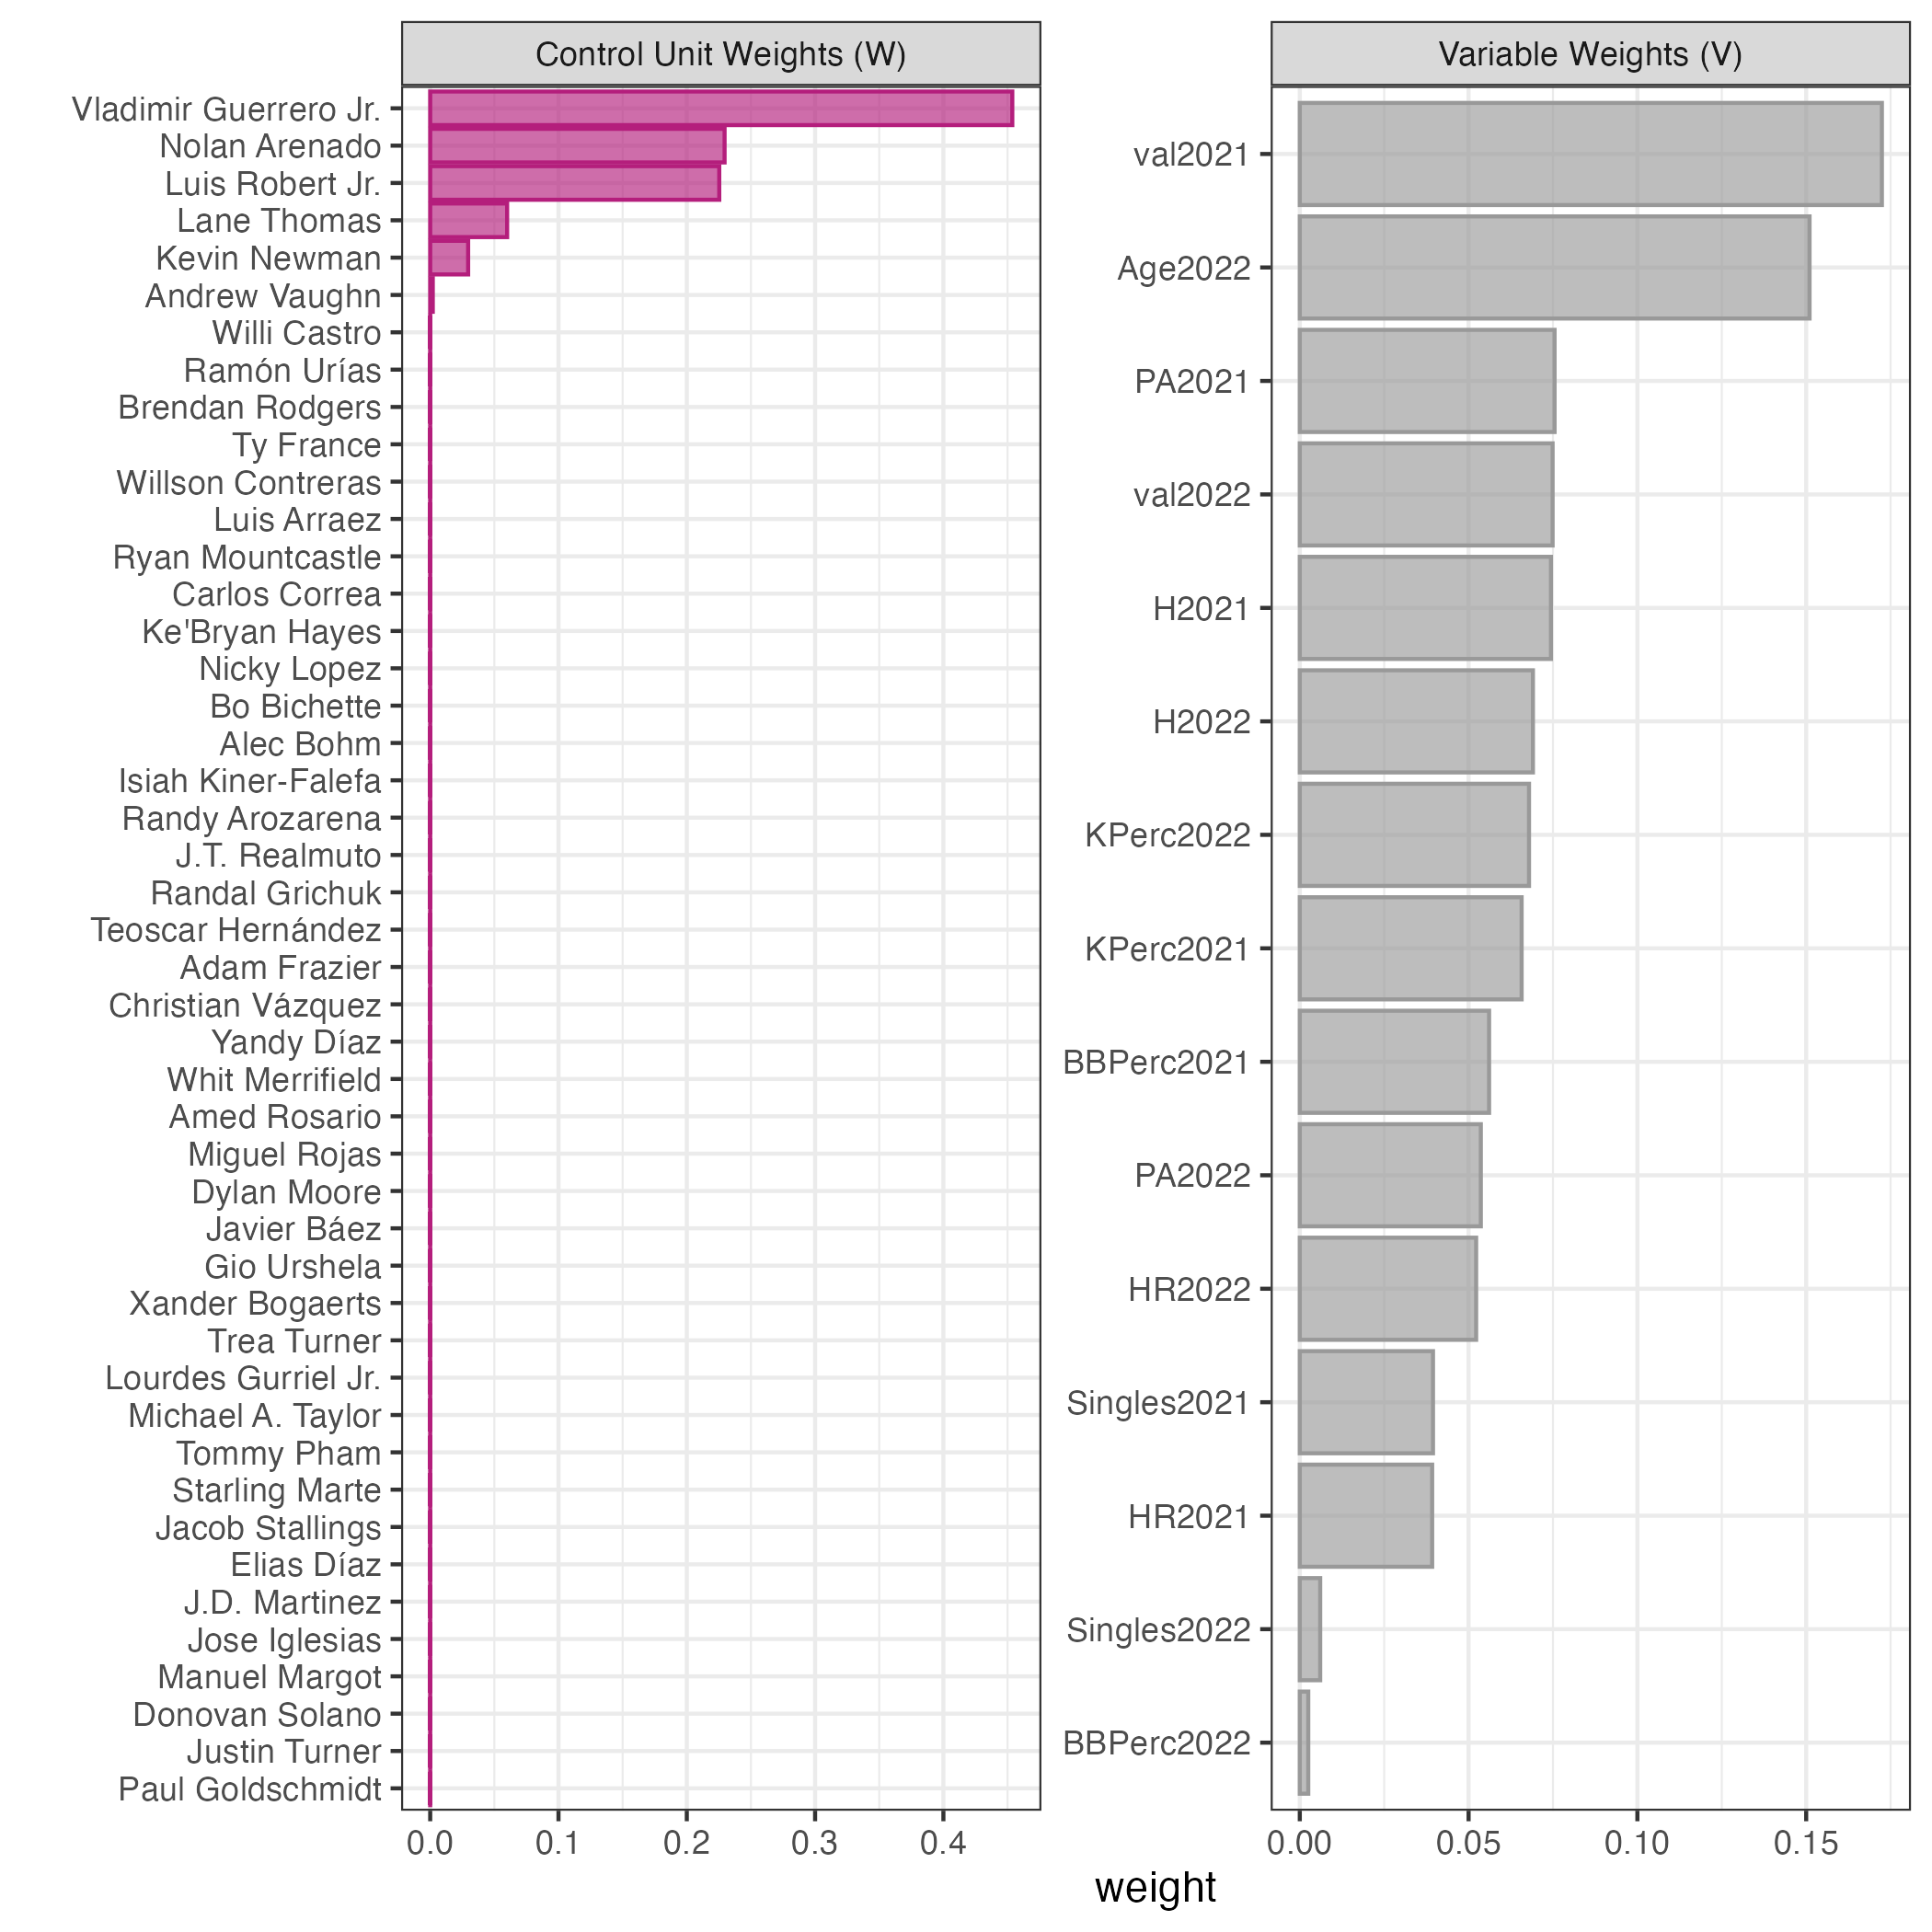 Control Unit Weights (W)
Vladimir Guerrero Jr.
Nolan Arenado
Luis Robert Jr.
Lane Thomas
Kevin Newman
Andrew Vaughn
Willi Castro
Ramón Urías
Brendan Rodgers
Ty France
Willson Contreras
Luis Arraez
Ryan Mountcastle
Carlos Correa
Ke'Bryan Hayes
Nicky Lopez
Bo Bichette
Alec Bohm
Isiah Kiner-Falefa
Randy Arozarena
J.T. Realmuto
Randal Grichuk
Teoscar Hernández
Adam Frazier
Christian Vázquez
Yandy Díaz
Whit Merrifield
Amed Rosario
Miguel Rojas
Dylan Moore
Javier Báez
Gio Urshela
Xander Bogaerts
Trea Turner
Lourdes Gurriel Jr.
Michael A. Taylor
Tommy Pham
Starling Marte
Jacob Stallings
Elias Díaz
J.D. Martinez
Jose Iglesias
Manuel Margot
Donovan Solano
Justin Turner
Paul Goldschmidt
0.0 0.1 0.2 0.3 0.4
Variable Weights (V)
val2021
Age2022
PA2021
val2022
H2021
H2022
KPerc2022
KPerc2021
BBPerc2021
PA2022
HR2022
Singles2021
HR2021
Singles2022
BBPerc2022
0.00 0.05 0.10 0.15
weight